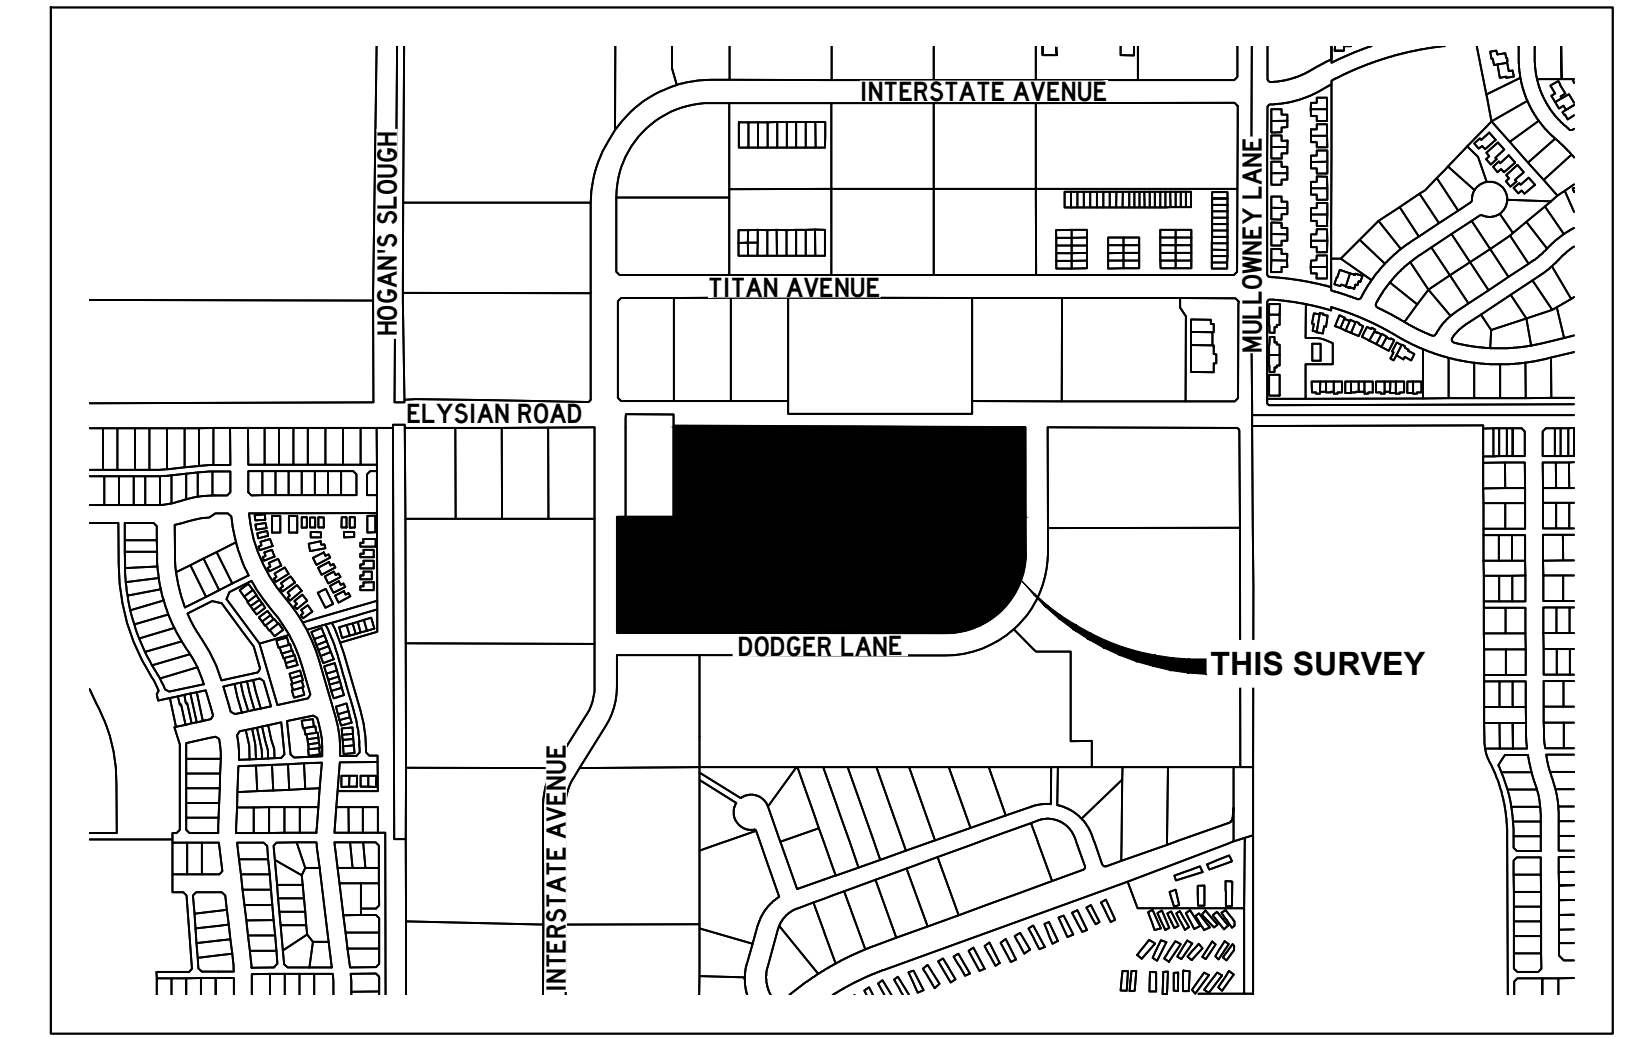 INTERSTATE AVENUE
HOGAN'S SLOUGH
MULLOWNEY LANE
TITAN AVENUE
ELYSIAN ROAD
DODGER LANE
THIS SURVEY
INTERSTATE AVENUE